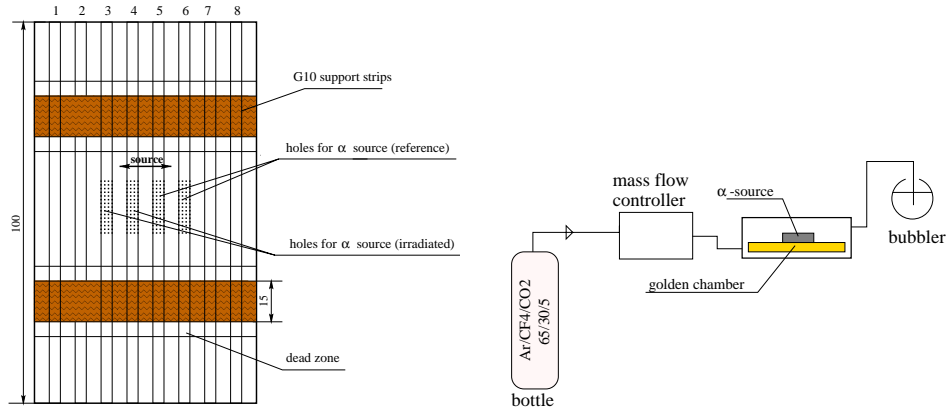 1 2 3 4 5 6 7 8
G10 support strips
source
holes for α source (reference)
100
holes for α source (irradiated)
15
dead zone
mass flow
controller
α-source
bubbler
golden chamber
Ar/CF4/CO2
65/30/5
bottle